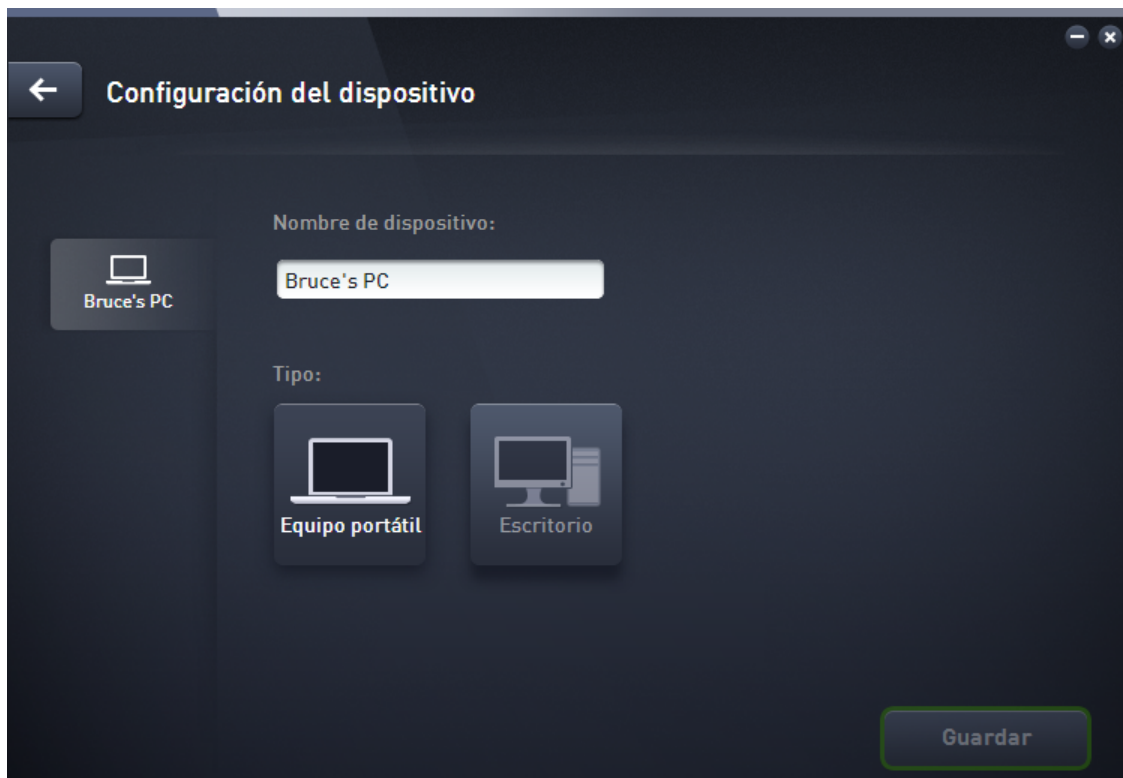 Configuración del dispositivo
Nombre de dispositivo:
Bruce's PC
Bruce's PC
Tipo:
Equipo portátil
Escritorio
Guardar